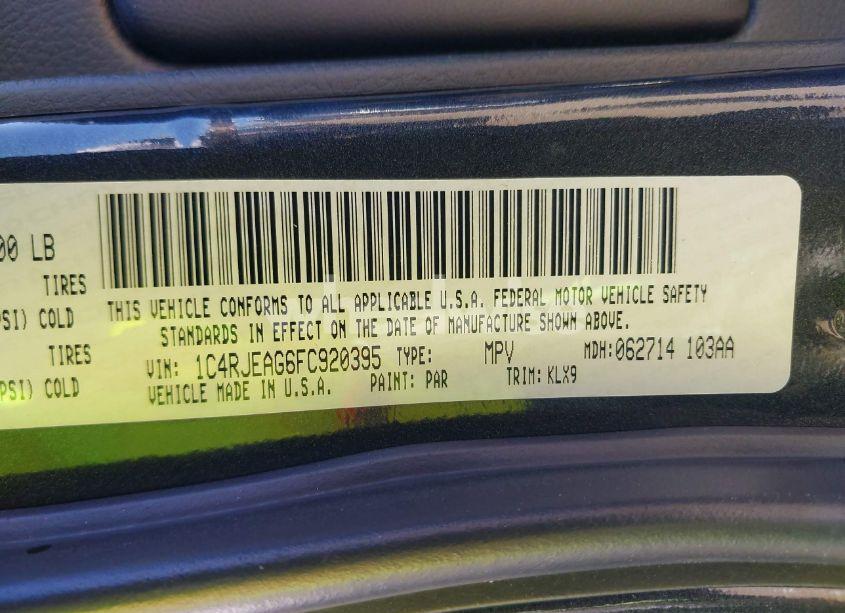 00 LB
TIRES
PSI) COLD
TIRES
PSI) COLD
THIS VEHICLE CONFORMS TO ALL APPLICABLE U.S.A. FEDERAL MOTOR VEHICLE SAFETY
STANDARDS IN EFFECT ON THE DATE OF MANUFACTURE SHOWN ABOVE.
VIN: 1C4RJEAG6FC920395 TYPE: MPV MDH: 062714 103AA
VEHICLE MADE IN U.S.A. PAINT: PAR TRIM: KLX9